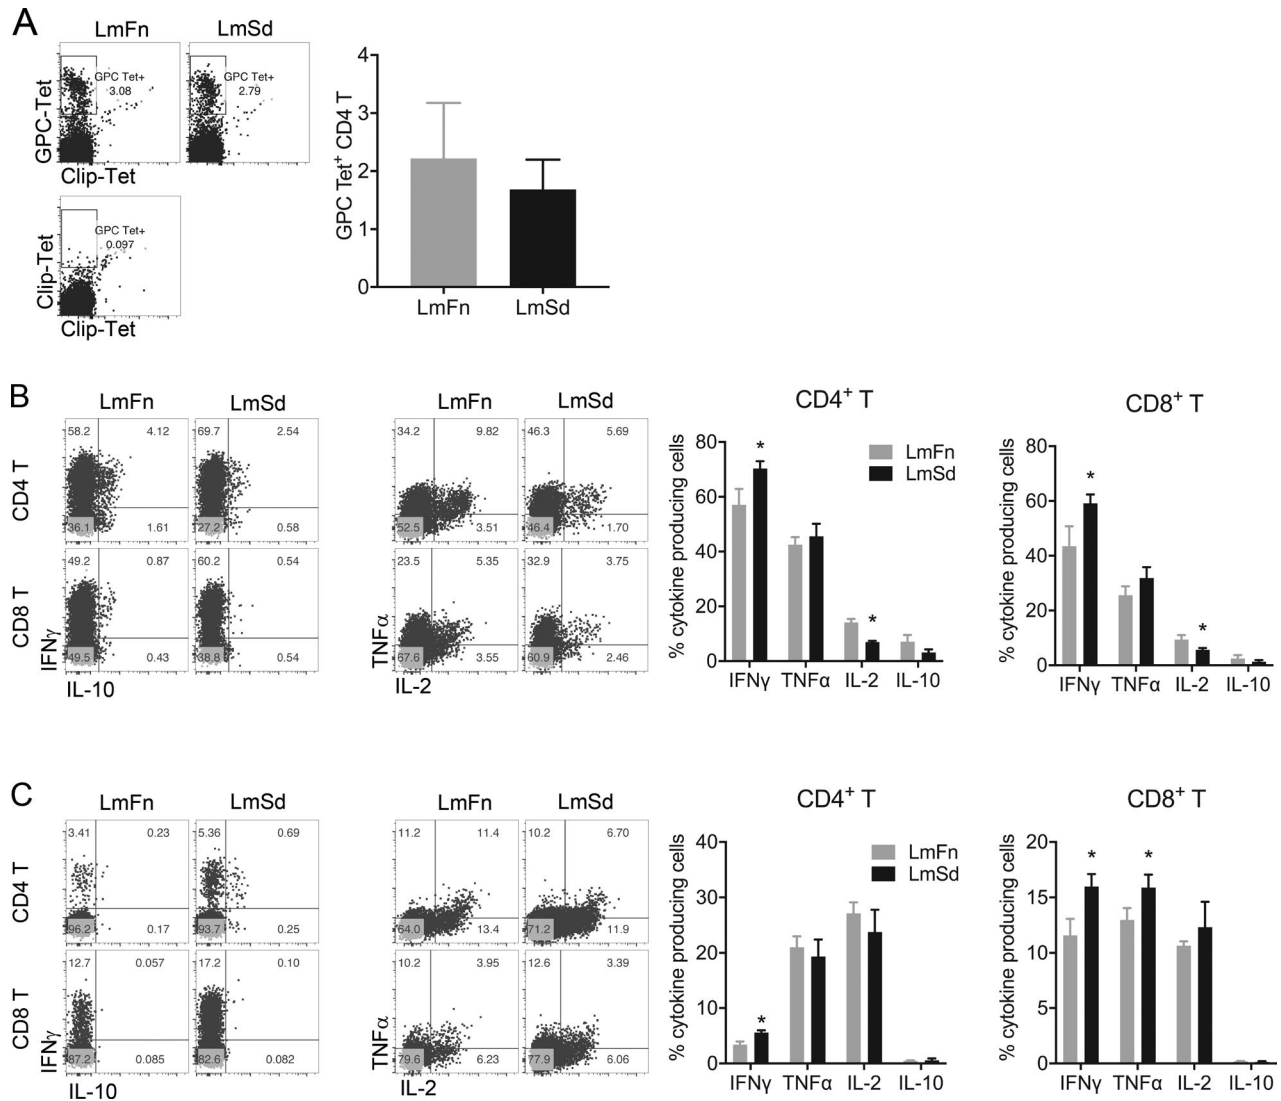 A
LmFn LmSd
GPC-Tet
GPC Tet+
3.08
GPC Tet+
2.79
Clip-Tet
Clip-Tet
GPC Tet+
0.097
Clip-Tet
GPC Tet+ CD4 T
4
3
2
1
0
LmFn LmSd
B
LmFn LmSd
CD4 T
58.2 4.12
36.1 1.61
69.7 2.54
27.2 0.58
CD8 T
IFNγ
49.2 0.87
49.5 0.43
60.2 0.54
38.8 0.54
IL-10
LmFn LmSd
34.2 9.82
52.5 3.51
46.3 5.69
46.4 1.70
TNFα
23.5 5.35
67.6 3.55
32.9 3.75
60.9 2.46
IL-2
CD4+ T
% cytokine producing cells
80
60
40
20
0
LmFn
LmSd
* *
IFNγ TNFα IL-2 IL-10
CD8+ T
% cytokine producing cells
80
60
40
20
0
* *
IFNγ TNFα IL-2 IL-10
C
LmFn LmSd
CD4 T
3.41 0.23
96.2 0.17
5.36 0.69
93.7 0.25
CD8 T
IFNγ
12.7 0.057
87.2 0.085
17.2 0.10
82.6 0.082
IL-10
LmFn LmSd
11.2 11.4
64.0 13.4
10.2 6.70
71.2 11.9
TNFα
10.2 3.95
79.6 6.23
12.6 3.39
77.9 6.06
IL-2
CD4+ T
% cytokine producing cells
40
30
20
10
0
LmFn
LmSd
*
IFNγ TNFα IL-2 IL-10
CD8+ T
% cytokine producing cells
20
15
10
5
0
* *
IFNγ TNFα IL-2 IL-10